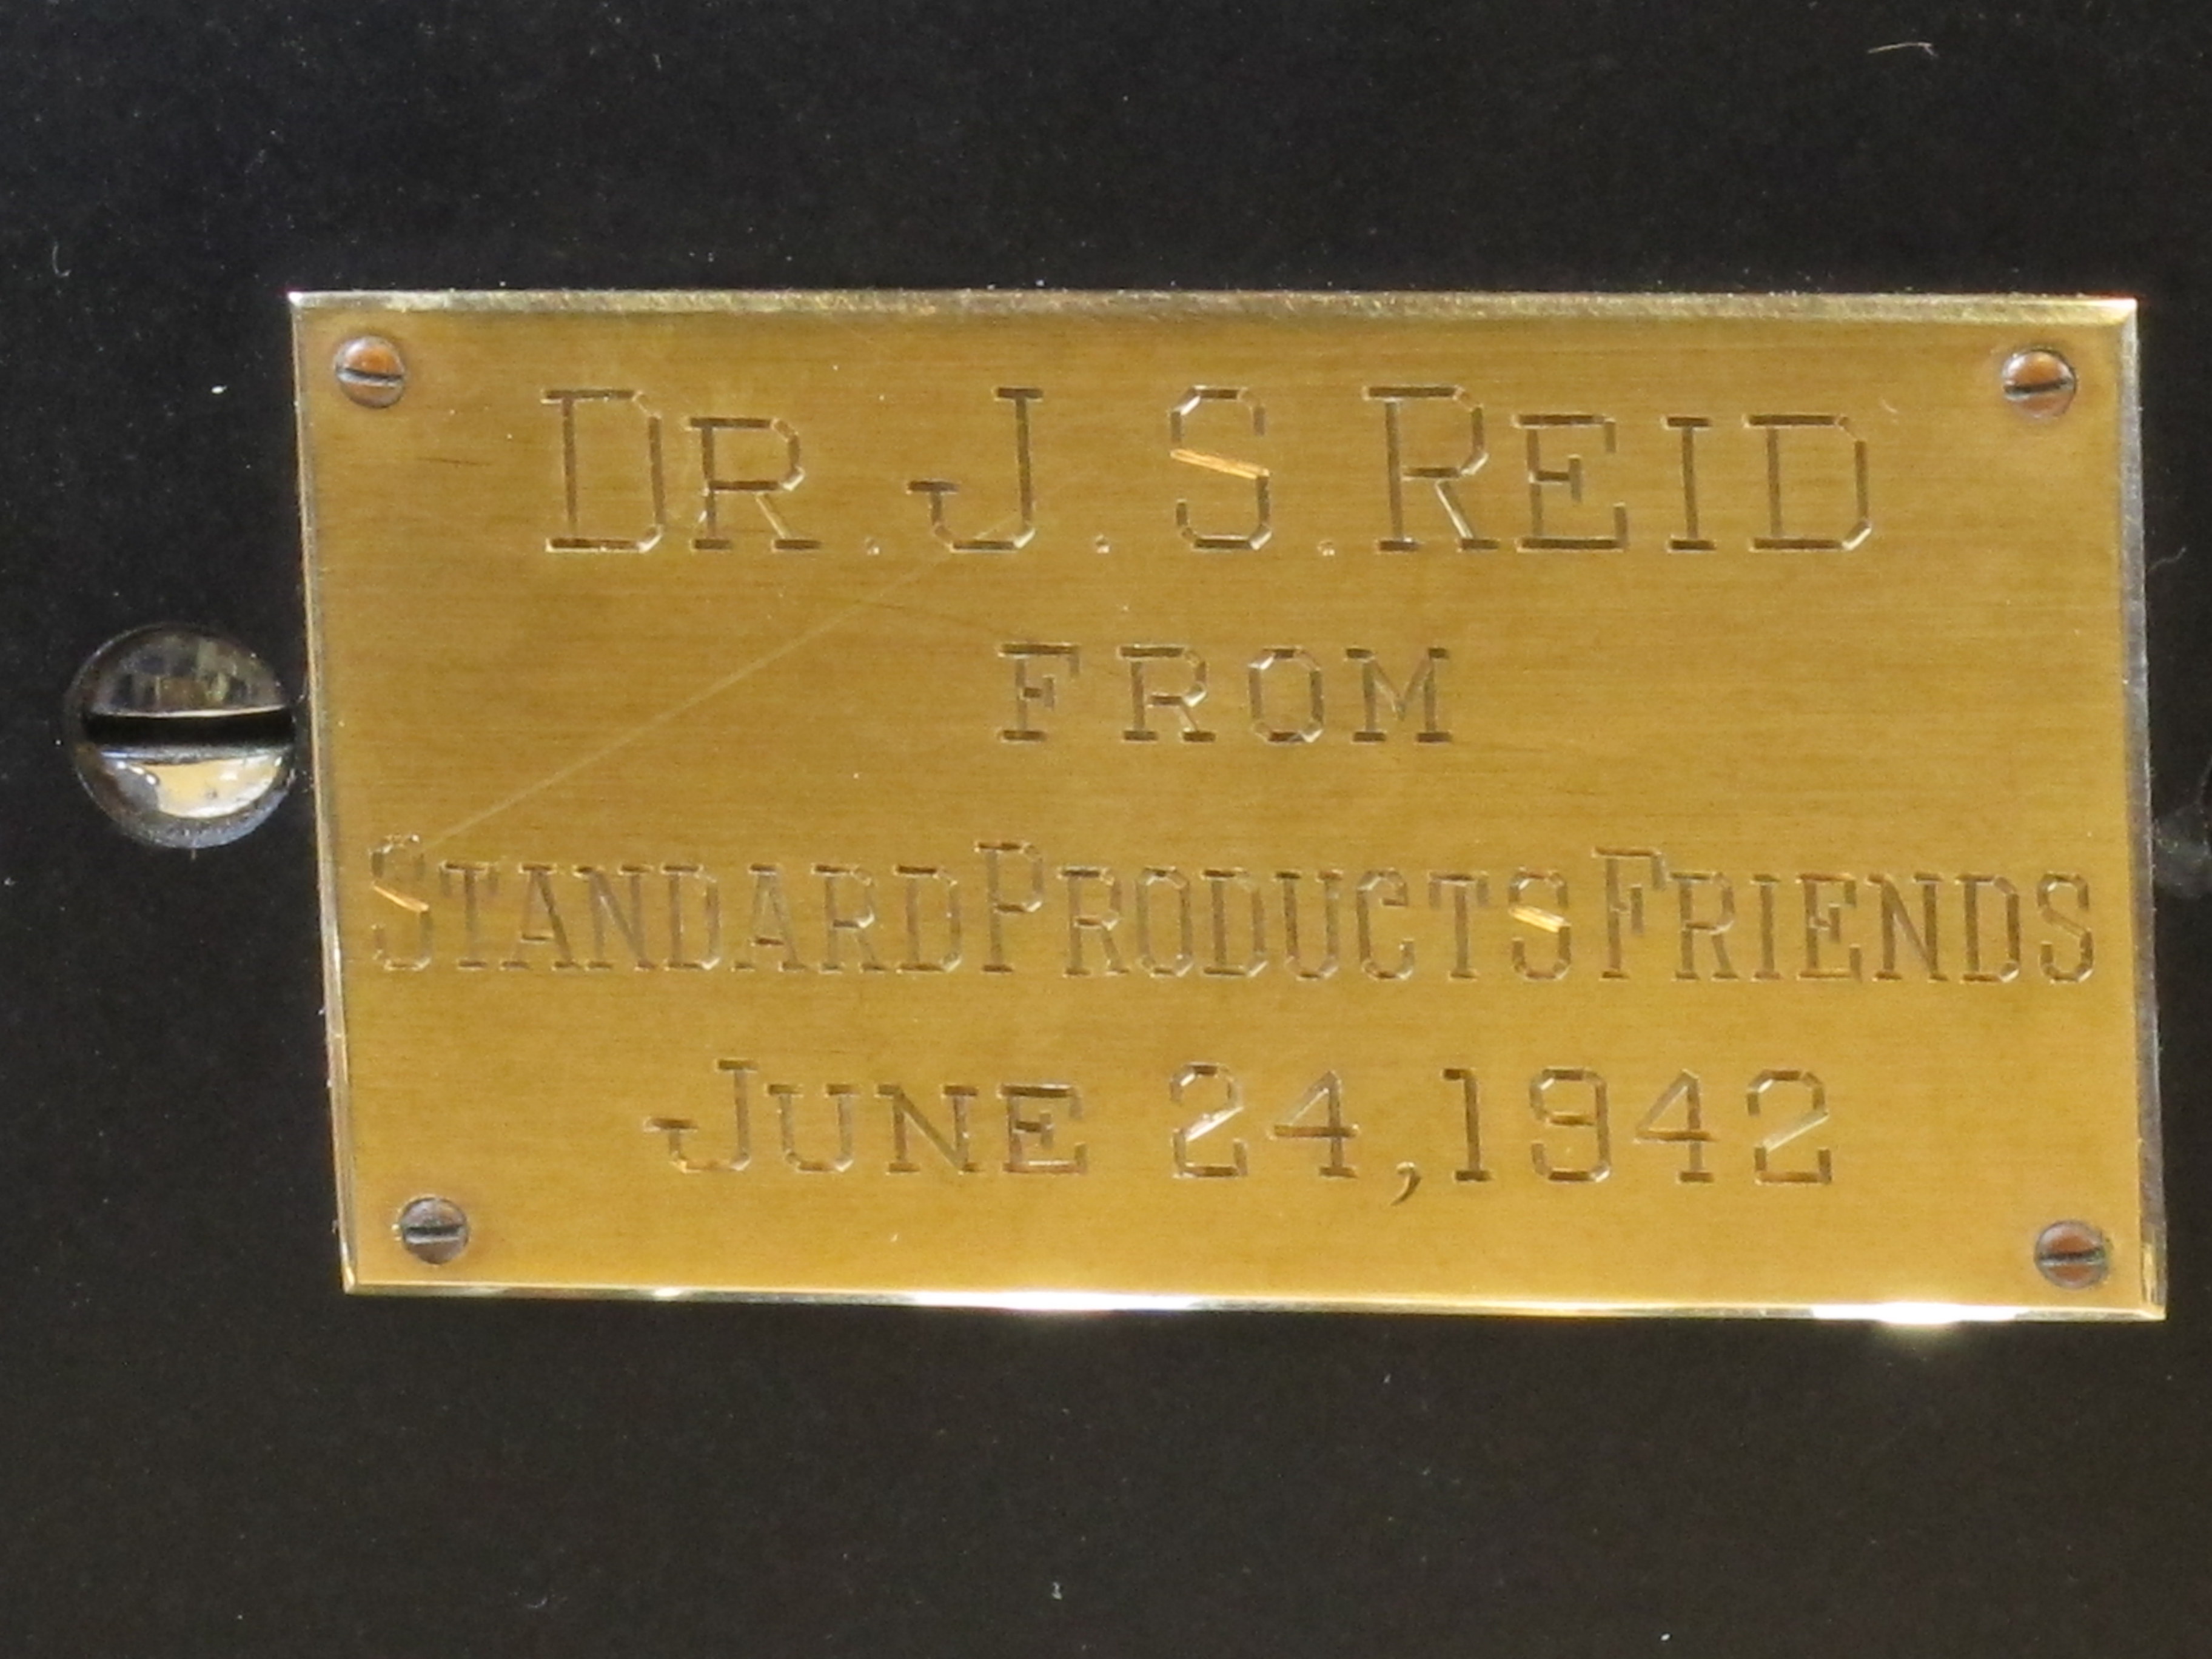 DR. J. S. REID
FROM
STANDARD PRODUCTS FRIENDS
JUNE 24, 1942